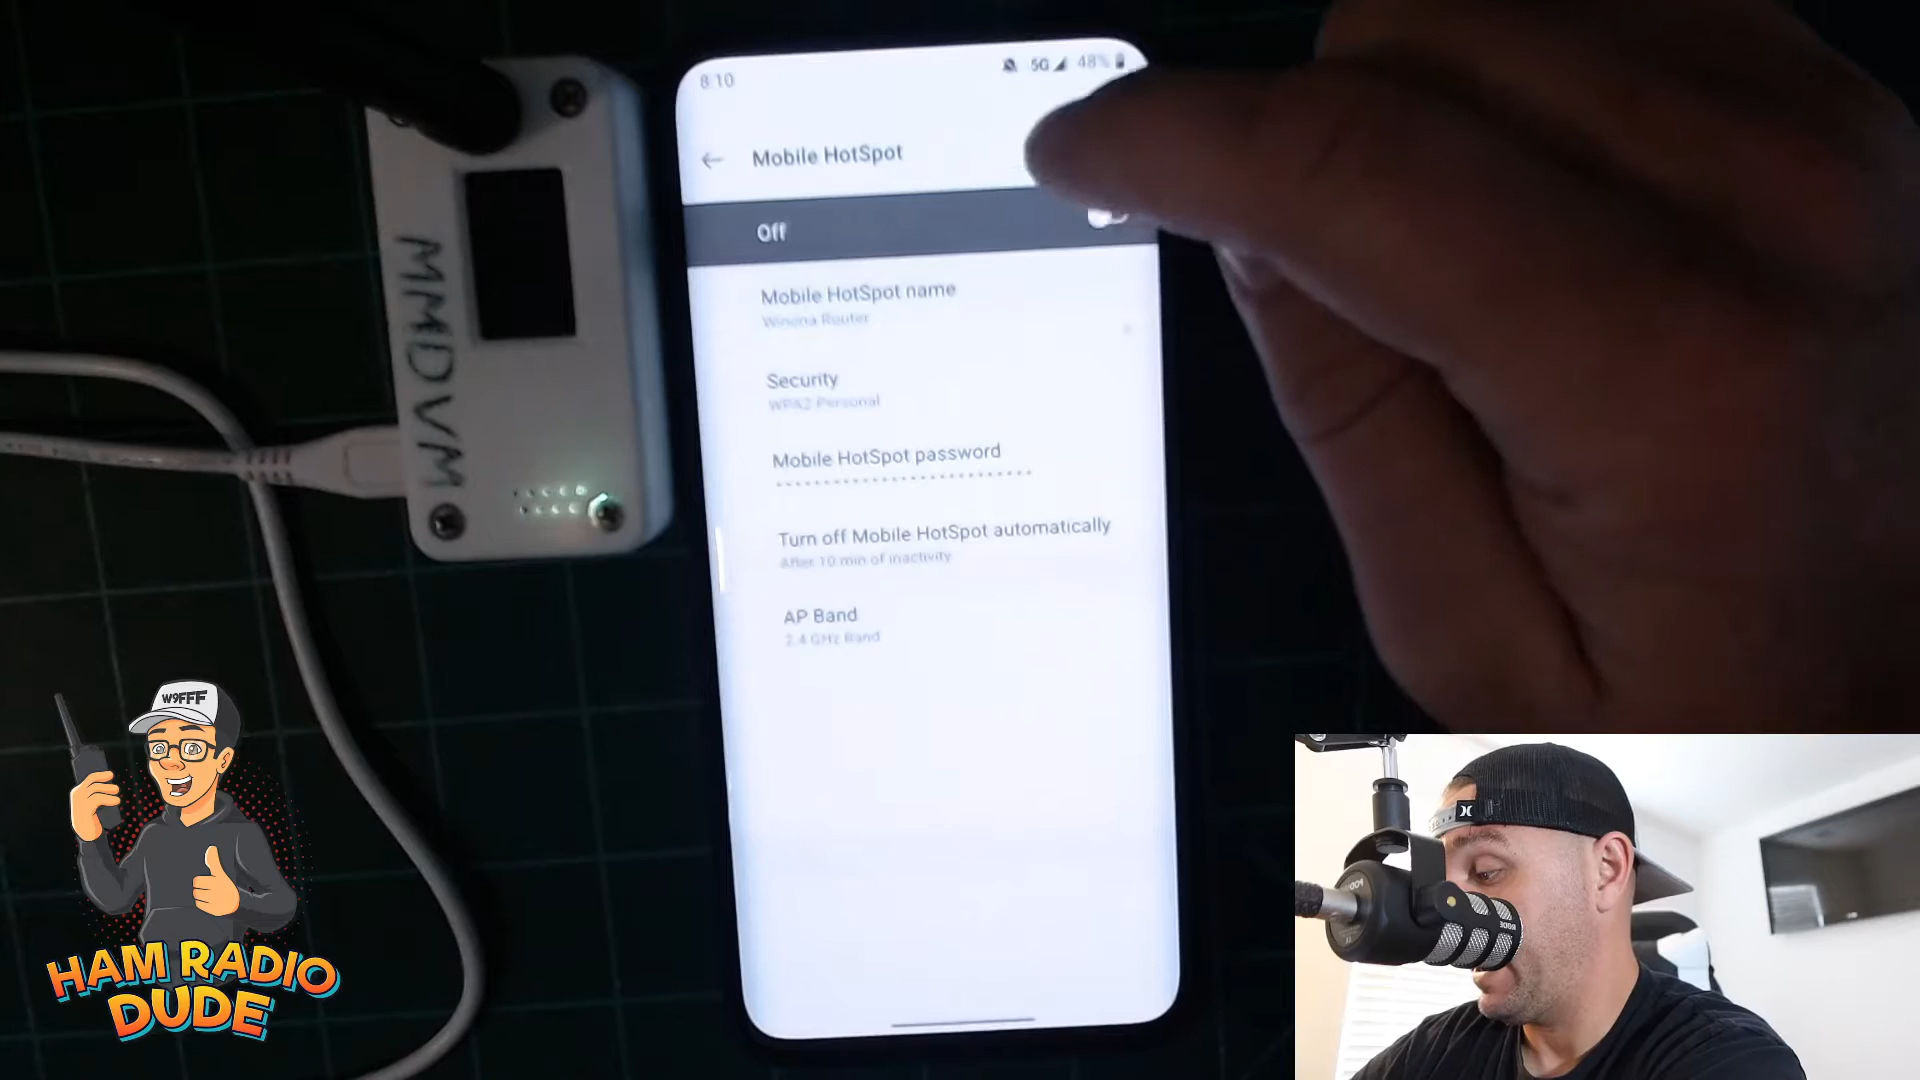 8:10
5G
48%
Mobile HotSpot
Off
Mobile HotSpot name
Winona Router
Security
WPA2 Personal
Mobile HotSpot password
Turn off Mobile HotSpot automatically
After 10 min of inactivity
AP Band
2.4 GHz Band
MMDVM
W9FFF
HAM RADIO
DUDE
POD
RODE